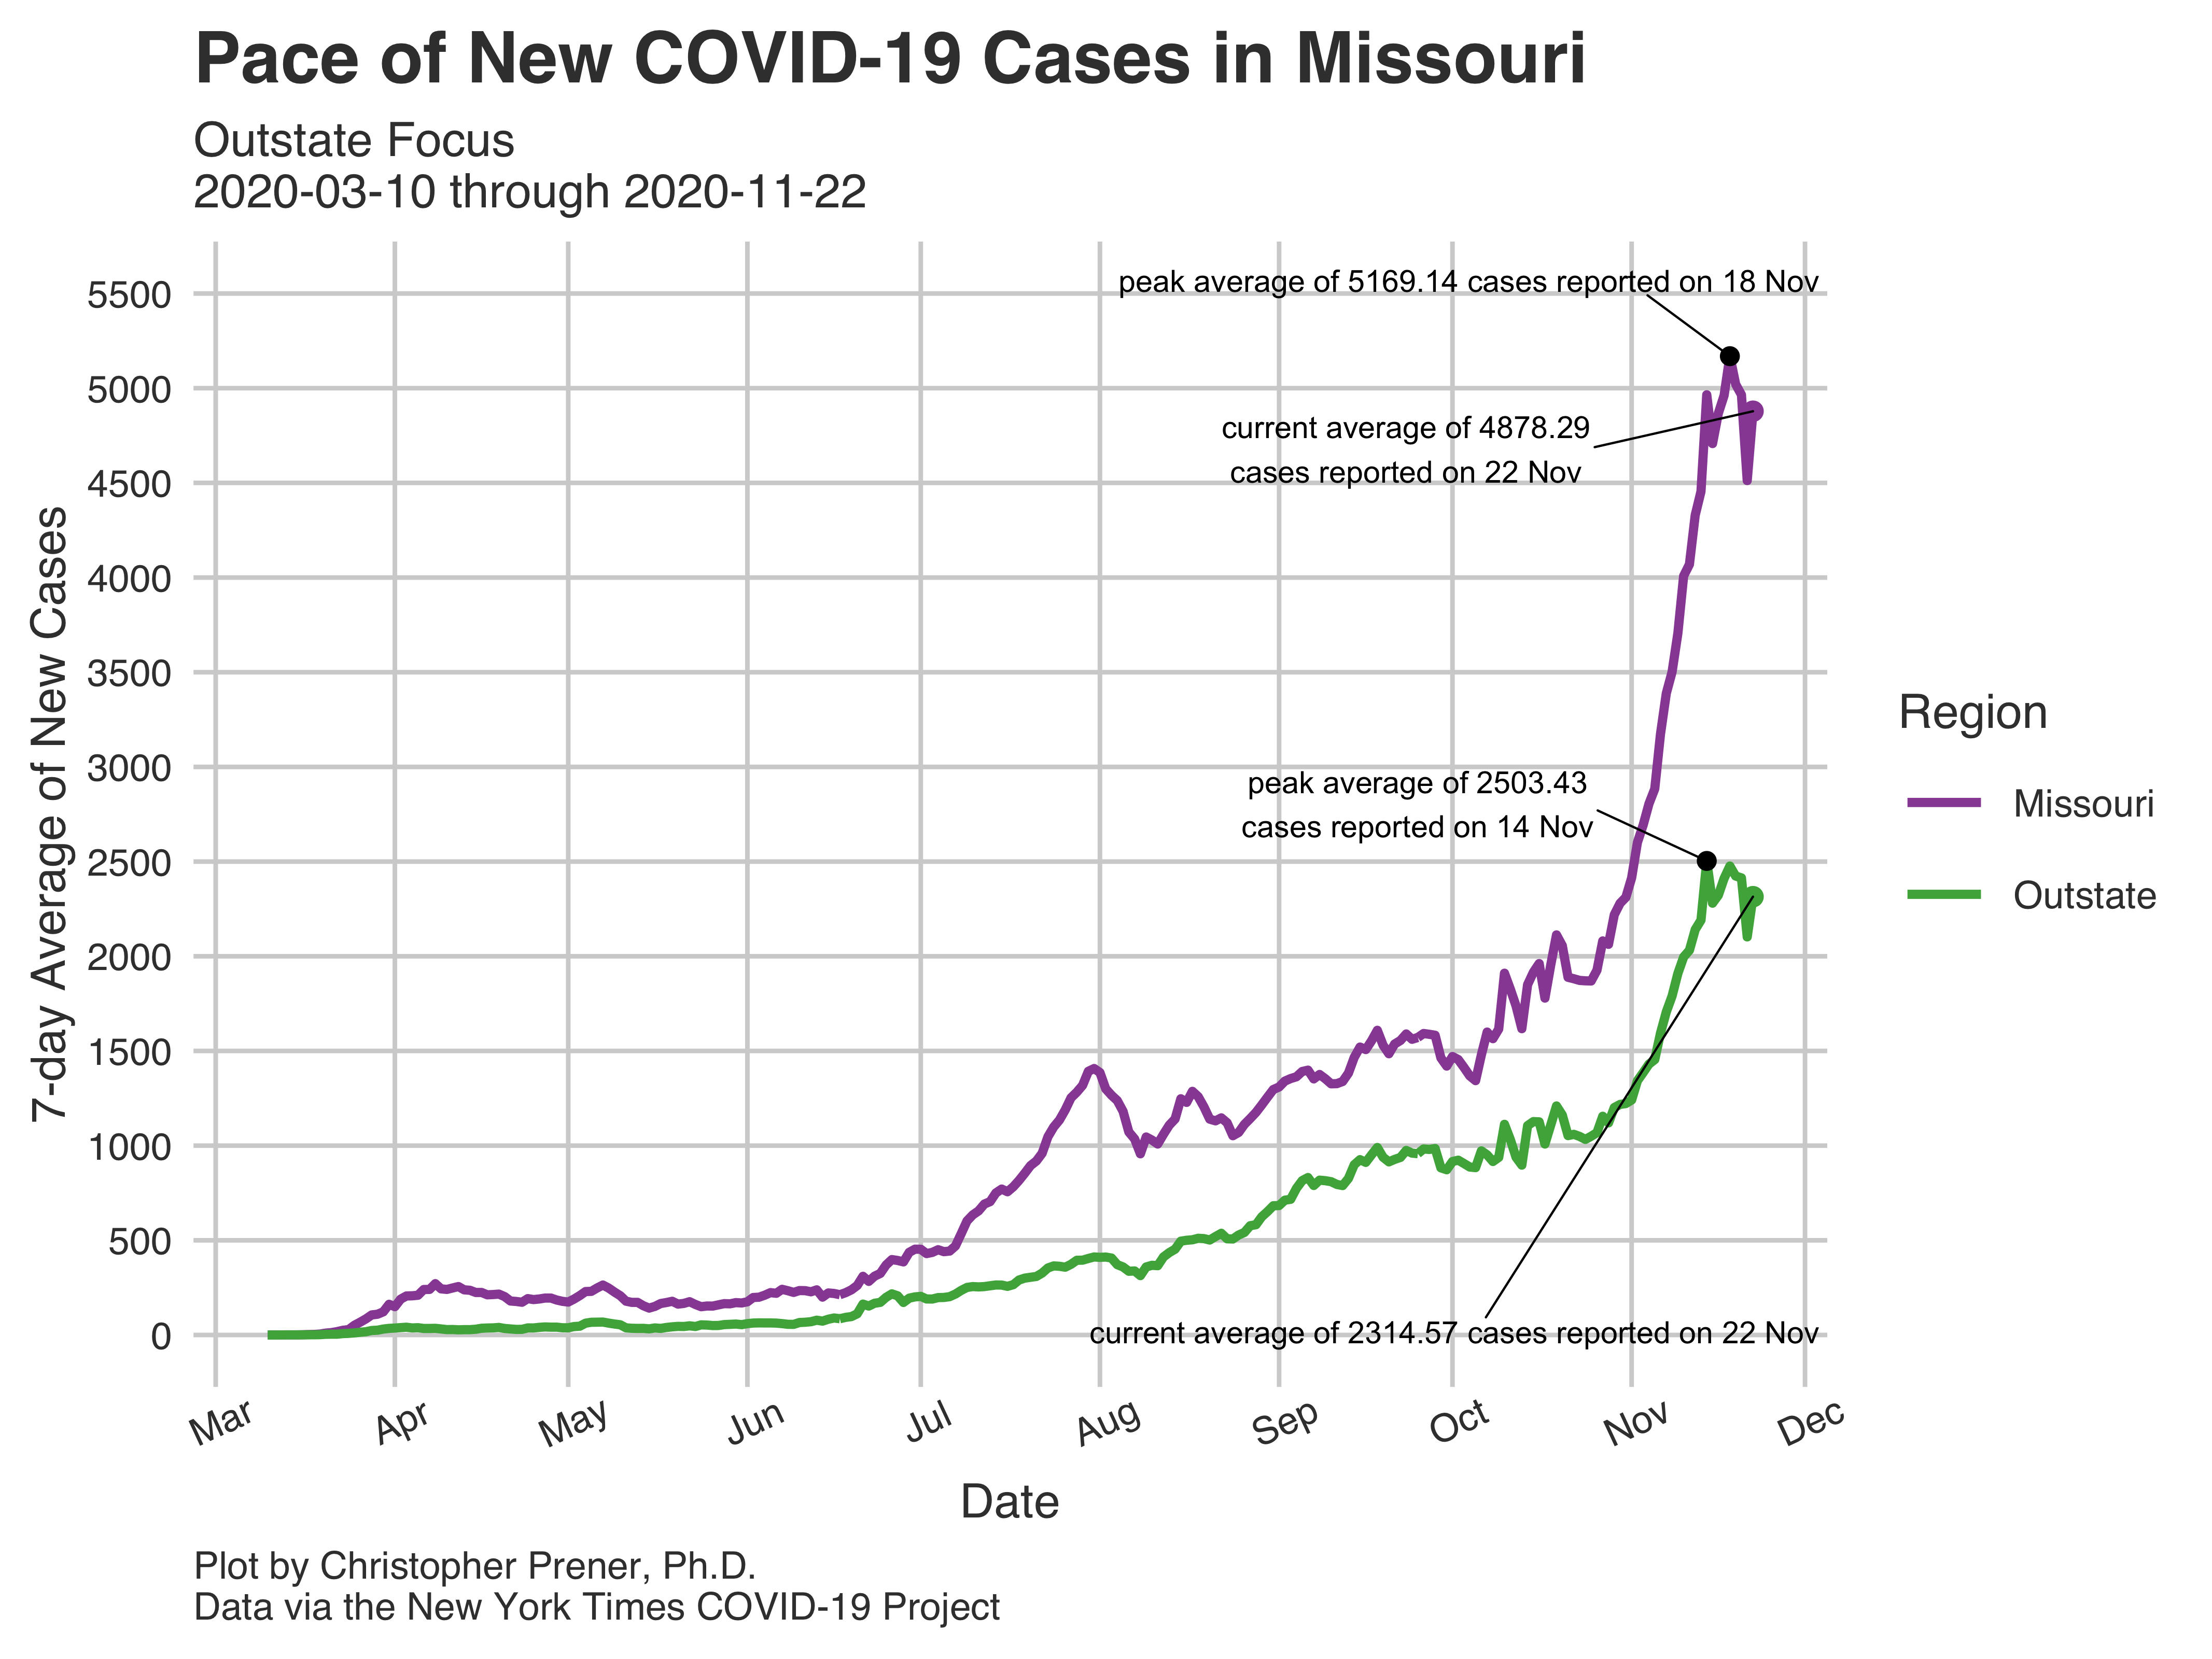 Pace of New COVID-19 Cases in Missouri
Outstate Focus
2020-03-10 through 2020-11-22
7-day Average of New Cases
5500
5000
4500
4000
3500
3000
2500
2000
1500
1000
500
0
peak average of 5169.14 cases reported on 18 Nov
current average of 4878.29
cases reported on 22 Nov
peak average of 2503.43
cases reported on 14 Nov
current average of 2314.57 cases reported on 22 Nov
Mar
Apr
May
Jun
Jul
Aug
Sep
Oct
Nov
Dec
Date
Region
Missouri
Outstate
Plot by Christopher Prener, Ph.D.
Data via the New York Times COVID-19 Project